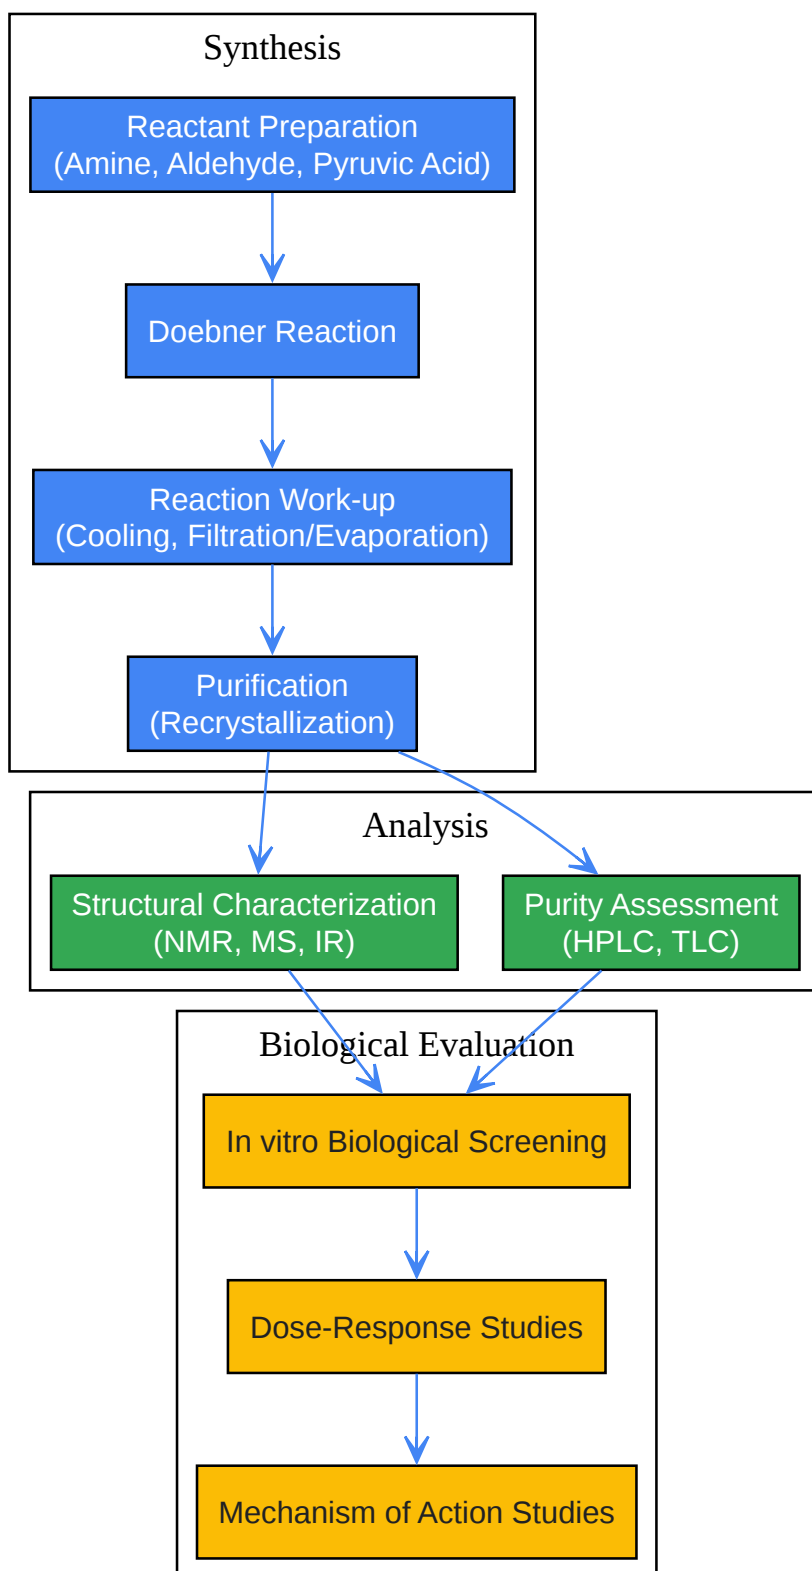 Synthesis
Reactant Preparation
(Amine, Aldehyde, Pyruvic Acid)
Doebner Reaction
Reaction Work-up
(Cooling, Filtration/Evaporation)
Purification
(Recrystallization)
Analysis
Structural Characterization
(NMR, MS, IR)
Purity Assessment
(HPLC, TLC)
Biological Evaluation
In vitro Biological Screening
Dose-Response Studies
Mechanism of Action Studies